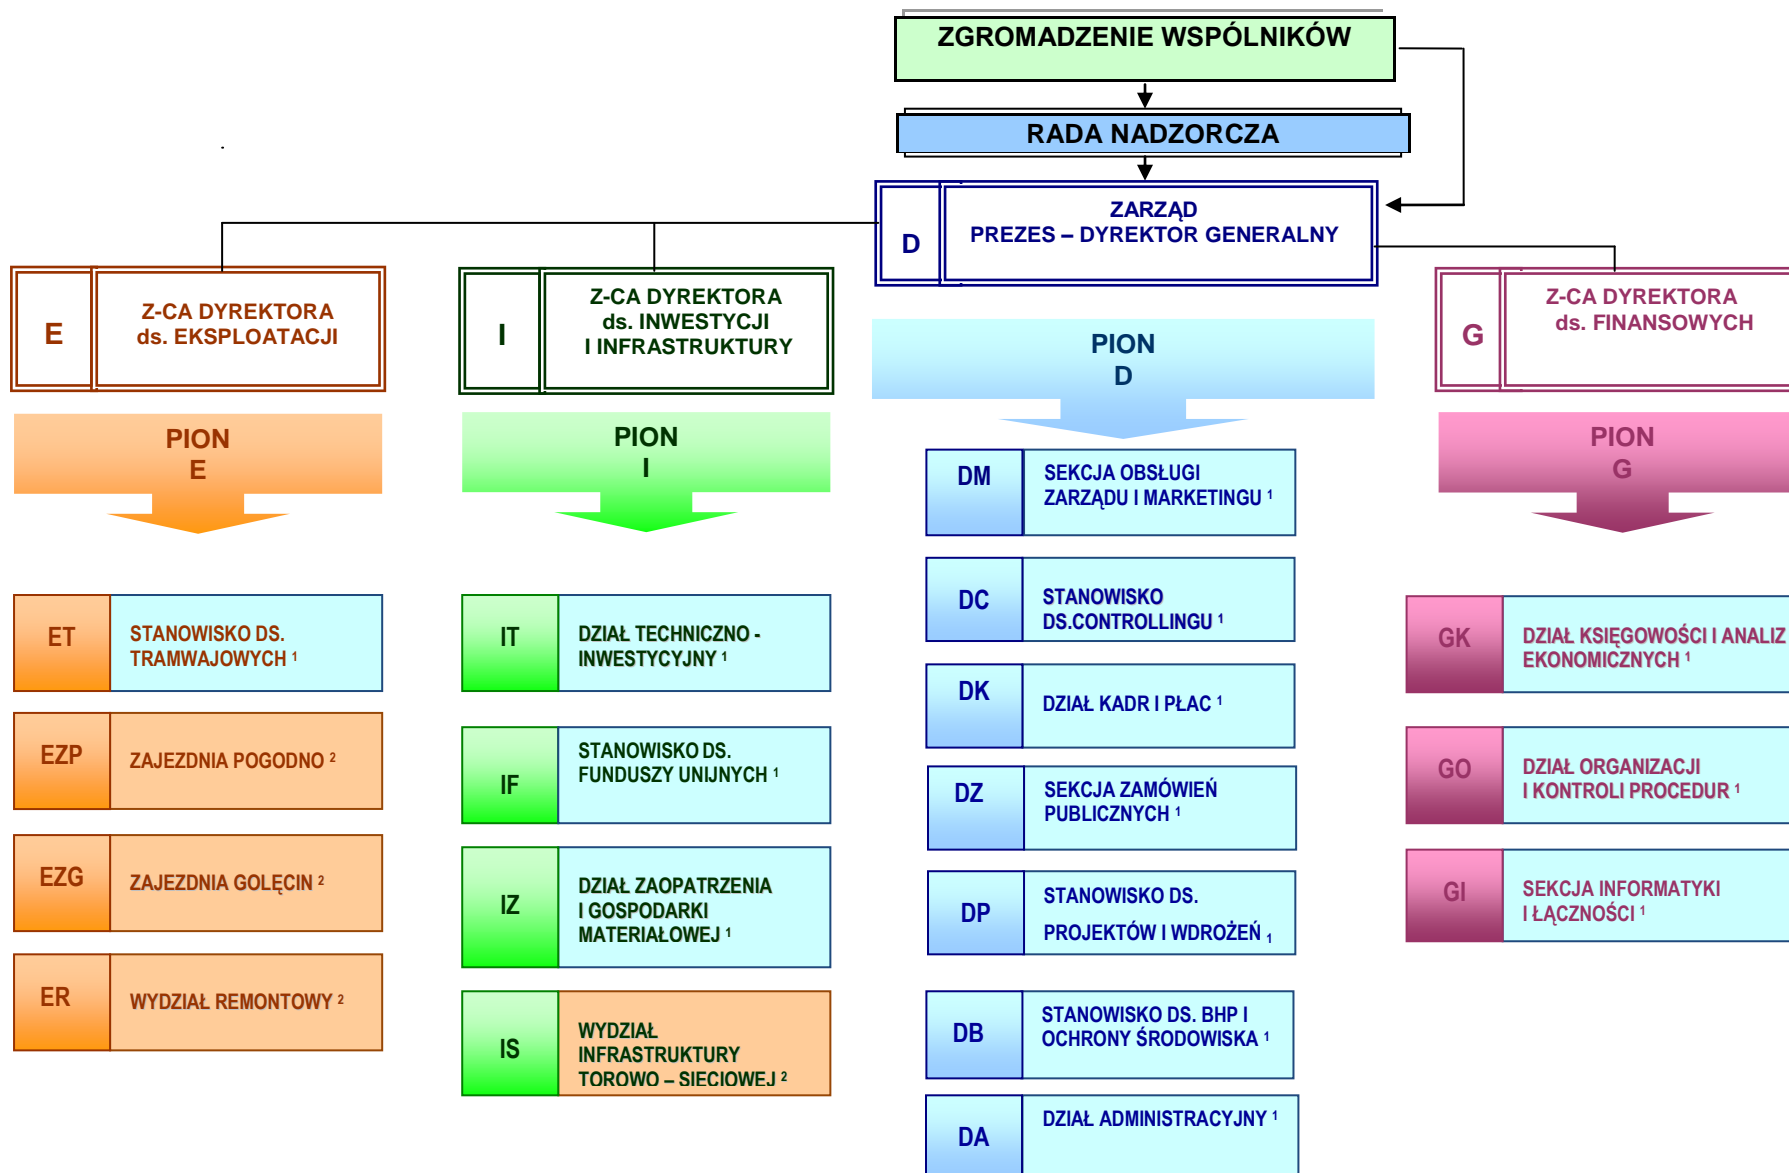 ZGROMADZENIE WSPÓLNIKÓW
RADA NADZORCZA
D
ZARZĄD
PREZES – DYREKTOR GENERALNY
E
Z-CA DYREKTORA
ds. EKSPLOATACJI
I
Z-CA DYREKTORA
ds. INWESTYCJI
I INFRASTRUKTURY
G
Z-CA DYREKTORA
ds. FINANSOWYCH
PION
E
ET
STANOWISKO DS.
TRAMWAJOWYCH ¹
EZP
ZAJEZDNIA POGODNO ²
EZG
ZAJEZDNIA GOLĘCIN ²
ER
WYDZIAŁ REMONTOWY ²
PION
I
IT
DZIAŁ TECHNICZNO -
INWESTYCYJNY ¹
IF
STANOWISKO DS.
FUNDUSZY UNIJNYCH ¹
IZ
DZIAŁ ZAOPATRZENIA
I GOSPODARKI
MATERIAŁOWEJ ¹
IS
WYDZIAŁ
INFRASTRUKTURY
TOROWO – SIECIOWEJ ²
PION
D
DM
SEKCJA OBSŁUGI
ZARZĄDU I MARKETINGU ¹
DC
STANOWISKO
DS.CONTROLLINGU ¹
DK
DZIAŁ KADR I PŁAC ¹
DZ
SEKCJA ZAMÓWIEŃ
PUBLICZNYCH ¹
DP
STANOWISKO DS.
PROJEKTÓW I WDROŻEŃ ₁
DB
STANOWISKO DS. BHP I
OCHRONY ŚRODOWISKA ¹
DA
DZIAŁ ADMINISTRACYJNY ¹
PION
G
GK
DZIAŁ KSIĘGOWOŚCI I ANALIZ
EKONOMICZNYCH ¹
GO
DZIAŁ ORGANIZACJI
I KONTROLI PROCEDUR ¹
GI
SEKCJA INFORMATYKI
I ŁĄCZNOŚCI ¹